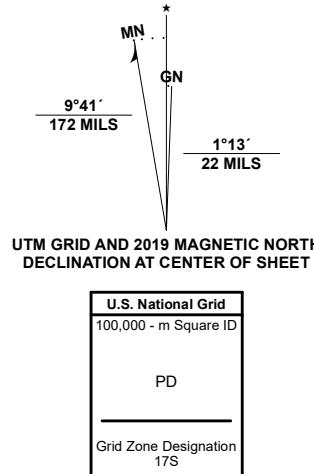 ★
MN
GN
9°41´
172 MILS
1°13´
22 MILS
UTM GRID AND 2019 MAGNETIC NORTH
DECLINATION AT CENTER OF SHEET
U.S. National Grid
100,000 - m Square ID
PD
Grid Zone Designation
17S